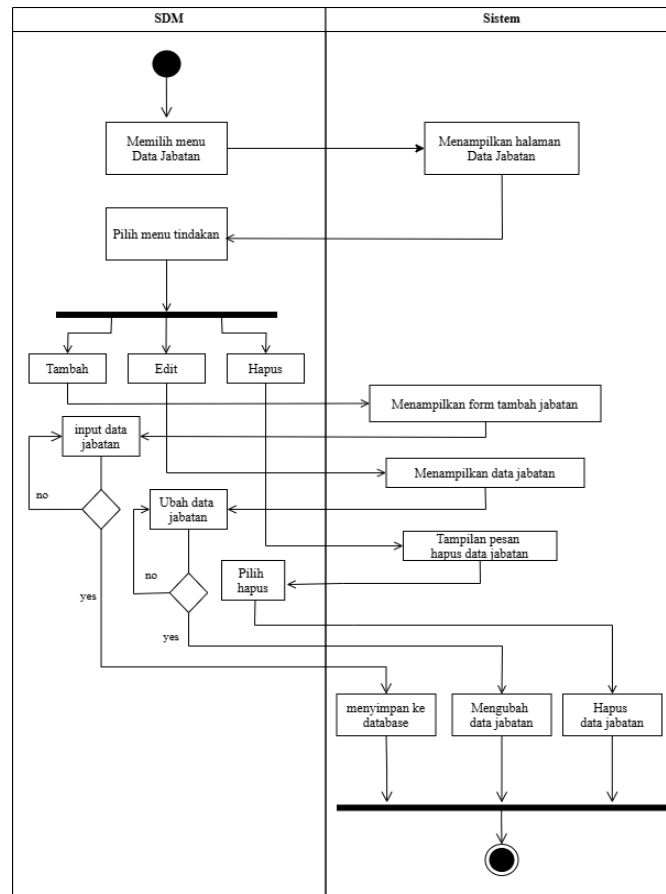 SDM
Sistem
Memilih menu
Data Jabatan
Menampilkan halaman
Data Jabatan
Pilih menu tindakan
Tambah
Edit
Hapus
Menampilkan form tambah jabatan
input data
jabatan
Menampilkan data jabatan
no
Ubah data
jabatan
Tampilan pesan
hapus data jabatan
no
Pilih
hapus
yes
yes
menyimpan ke
database
Mengubah
data jabatan
Hapus
data jabatan